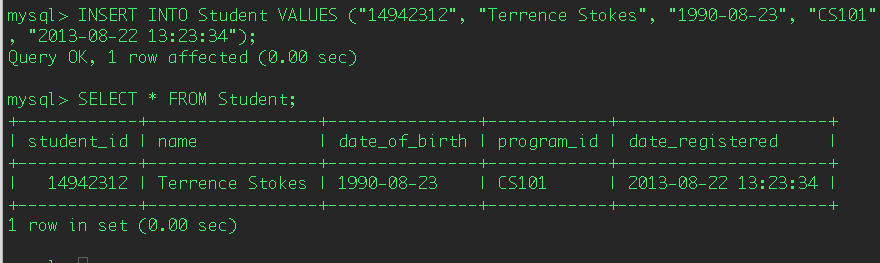 mysql> INSERT INTO Student VALUES ("14942312", "Terrence Stokes", "1990-08-23", "CS101"
, "2013-08-22 13:23:34");
Query OK, 1 row affected (0.00 sec)
mysql> SELECT * FROM Student;
+------------+-----------------+---------------+------------+---------------------+
| student_id | name            | date_of_birth | program_id | date_registered     |
+------------+-----------------+---------------+------------+---------------------+
|   14942312 | Terrence Stokes | 1990-08-23    | CS101      | 2013-08-22 13:23:34 |
+------------+-----------------+---------------+------------+---------------------+
1 row in set (0.00 sec)